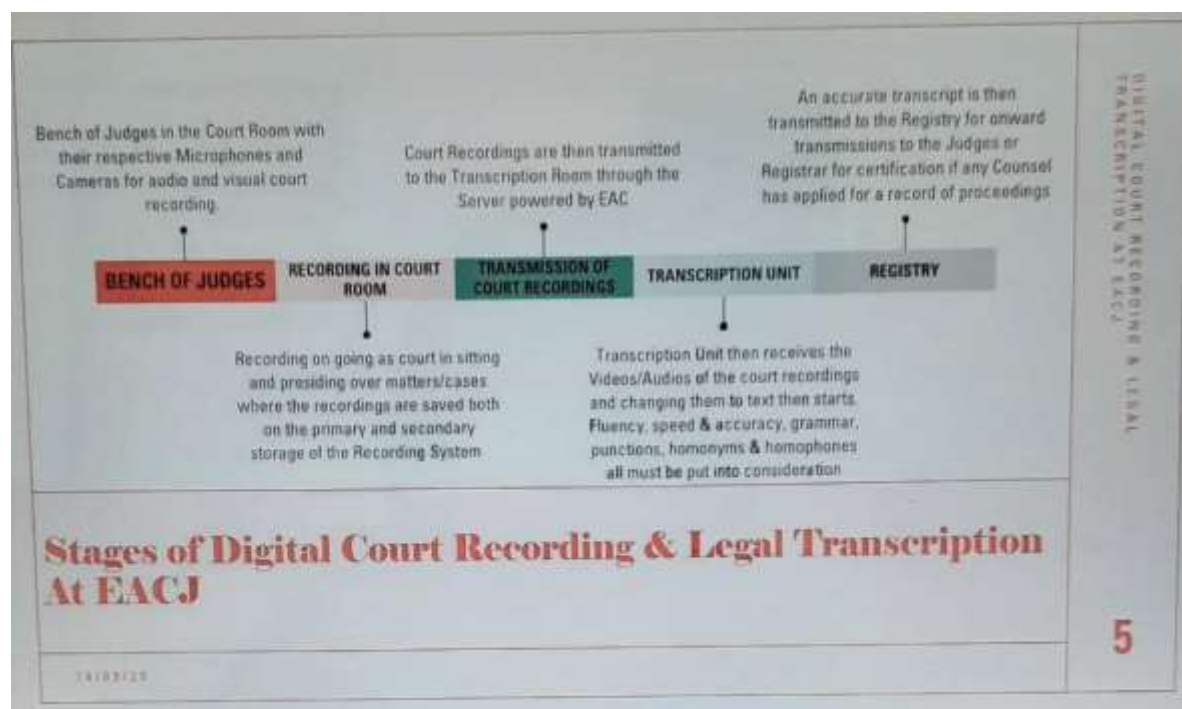 Bench of Judges in the Court Room with
their respective Microphones and
Cameras for audio and visual court
recording.
Court Recordings are then transmitted
to the Transcription Room through the
Server powered by EAC
An accurate transcript is then
transmitted to the Registry for onward
transmissions to the Judges or
Registrar for certification if any Counsel
has applied for a record of proceedings
BENCH OF JUDGES
RECORDING IN COURT
ROOM
TRANSMISSION OF
COURT RECORDINGS
TRANSCRIPTION UNIT
REGISTRY
Recording on going as court in sitting
and presiding over matters/cases
where the recordings are saved both
on the primary and secondary
storage of the Recording System
Transcription Unit then receives the
Videos/Audios of the court recordings
and changing them to text then starts.
Fluency, speed & accuracy, grammar,
punctions, homonyms & homophones
all must be put into consideration
Stages of Digital Court Recording & Legal Transcription
At EACJ
DIGITAL COURT RECORDING & LEGAL
TRANSCRIPTION AT EACJ
5